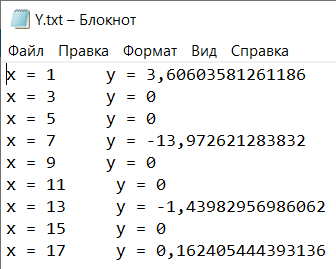 Y.txt – Блокнот
Файл Правка Формат Вид Справка
x = 1 y = 3,60603581261186
x = 3 y = 0
x = 5 y = 0
x = 7 y = -13,972621283832
x = 9 y = 0
x = 11 y = 0
x = 13 y = -1,43982956986062
x = 15 y = 0
x = 17 y = 0,162405444393136